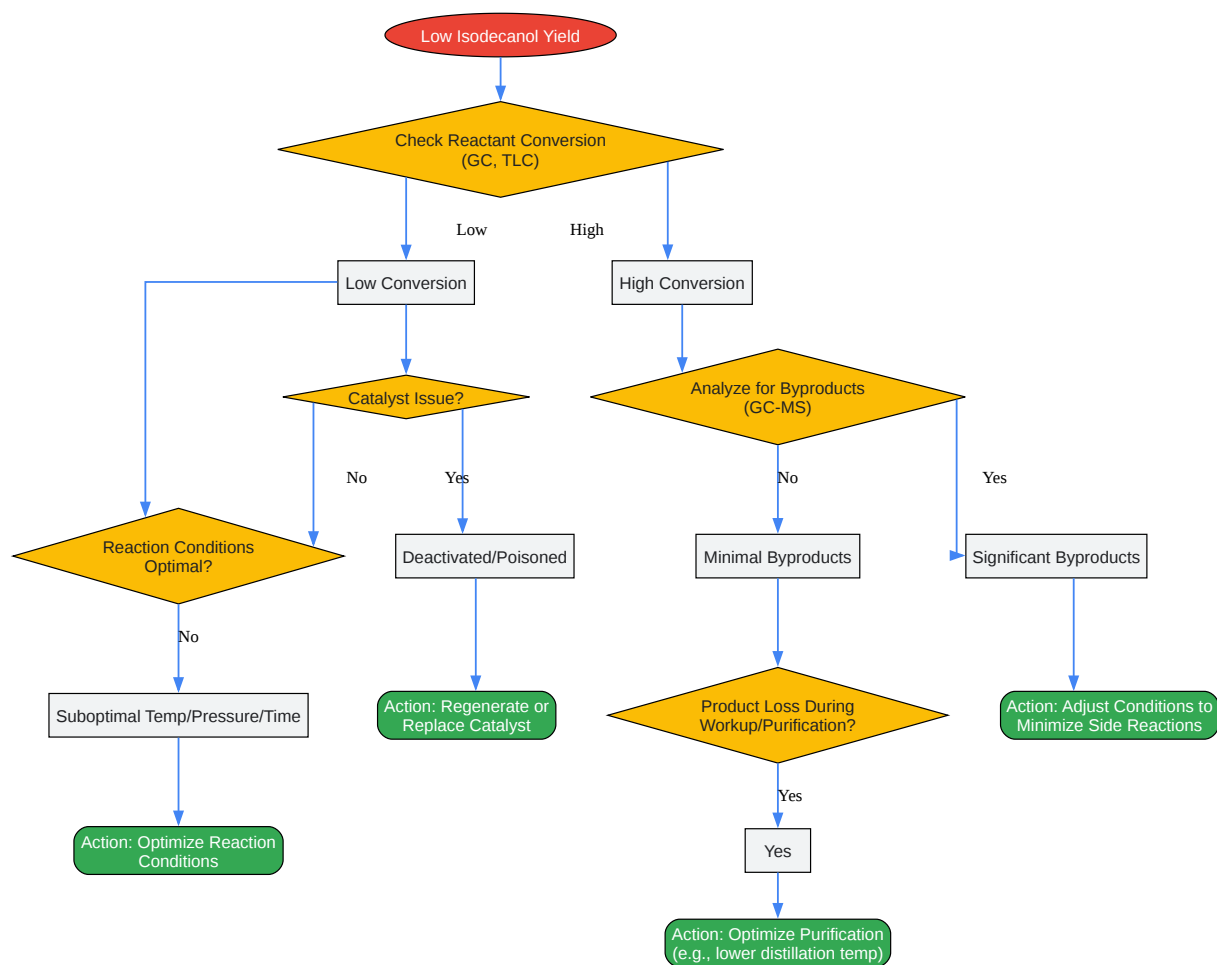 Low Isodecanol Yield
Check Reactant Conversion
(GC, TLC)
Low
High
Low Conversion
High Conversion
Catalyst Issue?
Analyze for Byproducts
(GC-MS)
No
Yes
No
Yes
Reaction Conditions
Optimal?
Deactivated/Poisoned
Minimal Byproducts
Significant Byproducts
No
Suboptimal Temp/Pressure/Time
Action: Regenerate or
Replace Catalyst
Product Loss During
Workup/Purification?
Action: Adjust Conditions to
Minimize Side Reactions
Yes
Action: Optimize Reaction
Conditions
Yes
Action: Optimize Purification
(e.g., lower distillation temp)